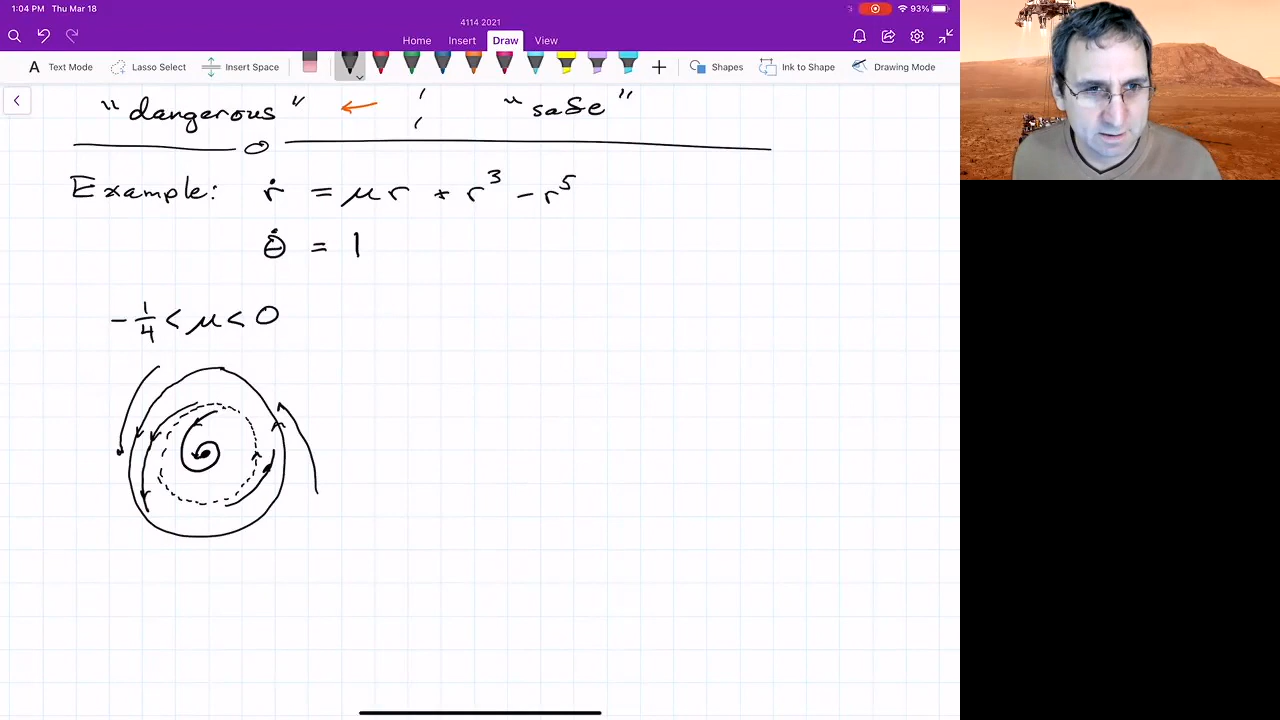 1:04 PM Thu Mar 18
93%
4114 2021
Home Insert Draw View
A Text Mode Lasso Select Insert Space + Shapes Ink to Shape Drawing Mode
"dangerous" ← "safe"
Example: ṙ = μr + r³ - r⁵
θ̇ = 1
-1/4 < μ < 0